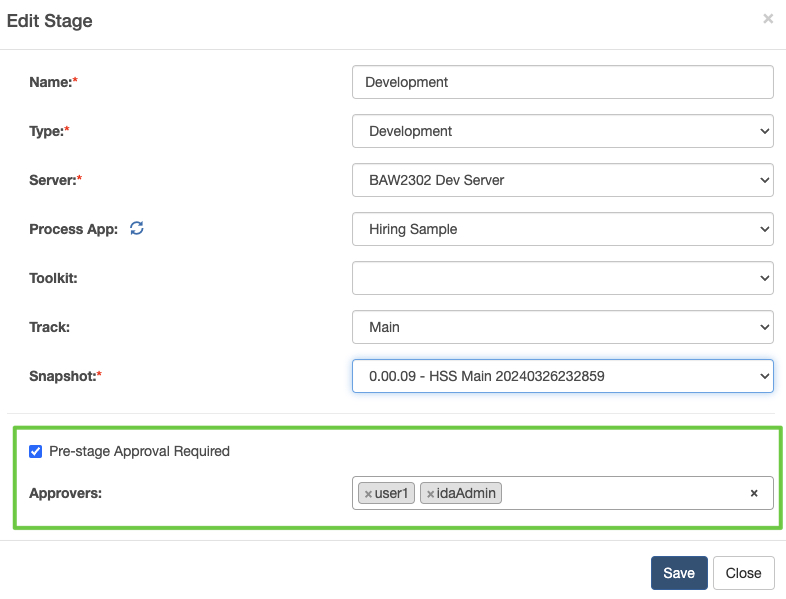 Edit Stage ×
Name:* Development
Type:* Development
Server:* BAW2302 Dev Server
Process App: Hiring Sample
Toolkit:
Track: Main
Snapshot:* 0.00.09 - HSS Main 20240326232859
Pre-stage Approval Required
Approvers: ×user1 ×idaAdmin ×
Save Close